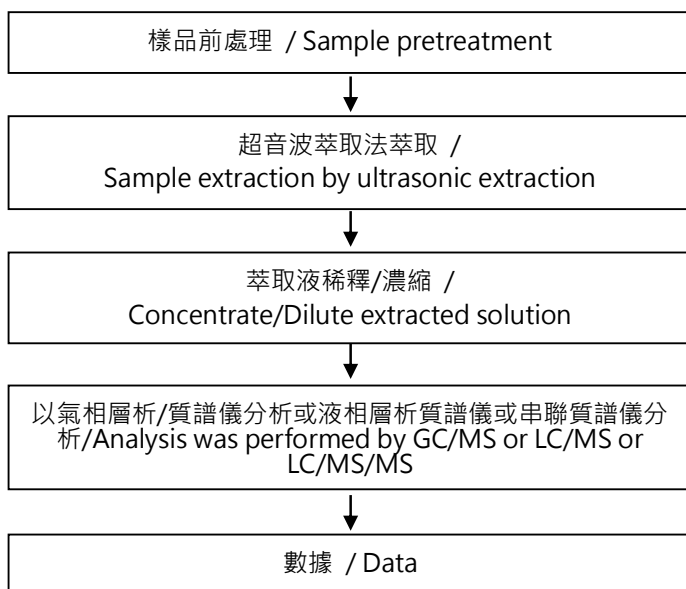 樣品前處理 / Sample pretreatment
超音波萃取法萃取 /
Sample extraction by ultrasonic extraction
萃取液稀釋/濃縮 /
Concentrate/Dilute extracted solution
以氣相層析/質譜儀分析或液相層析質譜儀或串聯質譜儀分
析/Analysis was performed by GC/MS or LC/MS or
LC/MS/MS
數據 / Data